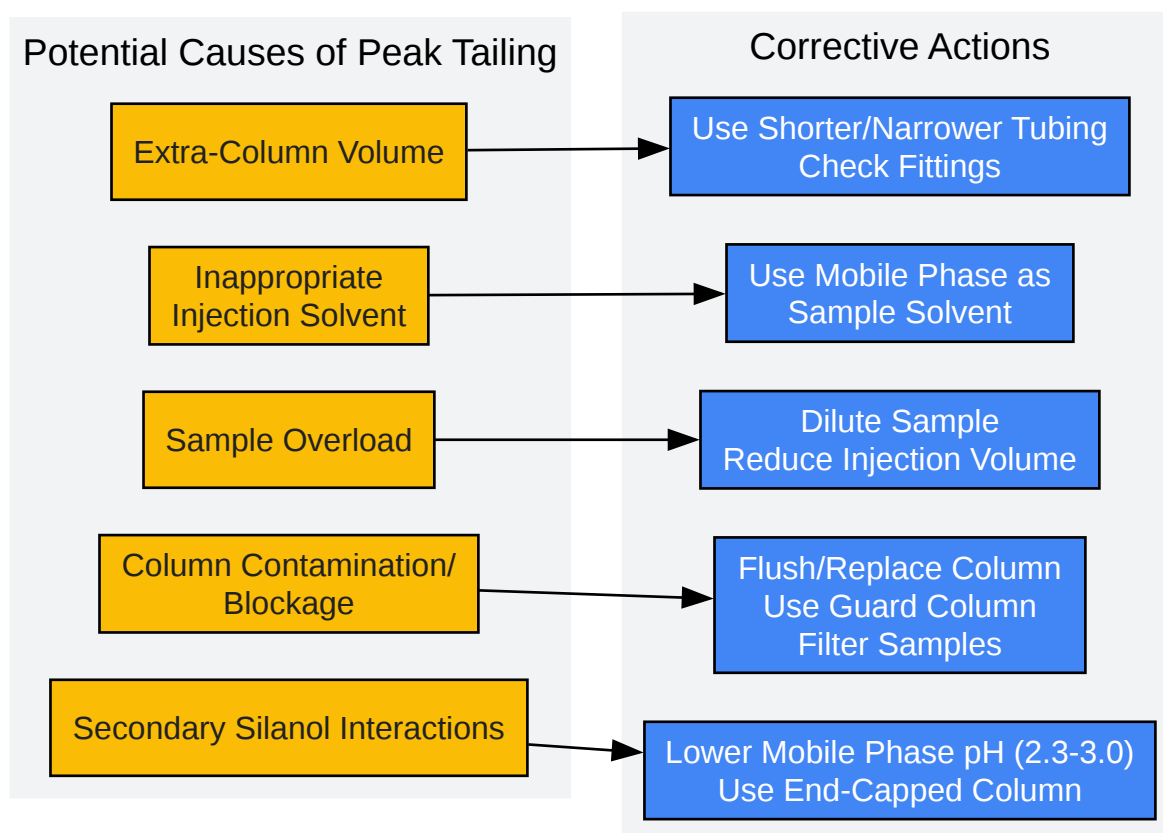 Potential Causes of Peak Tailing
Extra-Column Volume
Inappropriate
Injection Solvent
Sample Overload
Column Contamination/
Blockage
Secondary Silanol Interactions
Corrective Actions
Use Shorter/Narrower Tubing
Check Fittings
Use Mobile Phase as
Sample Solvent
Dilute Sample
Reduce Injection Volume
Flush/Replace Column
Use Guard Column
Filter Samples
Lower Mobile Phase pH (2.3-3.0)
Use End-Capped Column